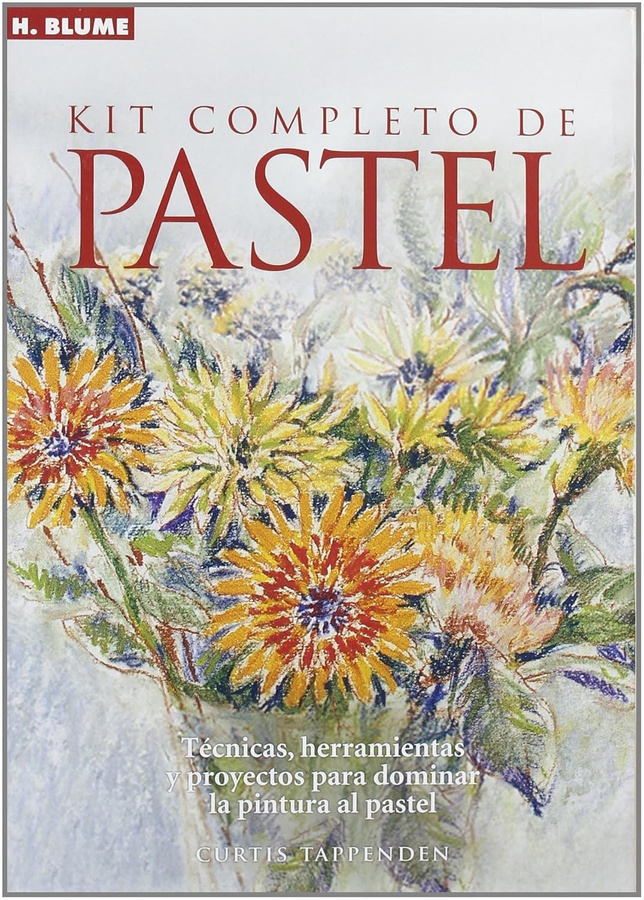 H. BLUME
KIT COMPLETO DE
PASTEL
Técnicas, herramientas
y proyectos para dominar
la pintura al pastel
CURTIS TAPPENDEN